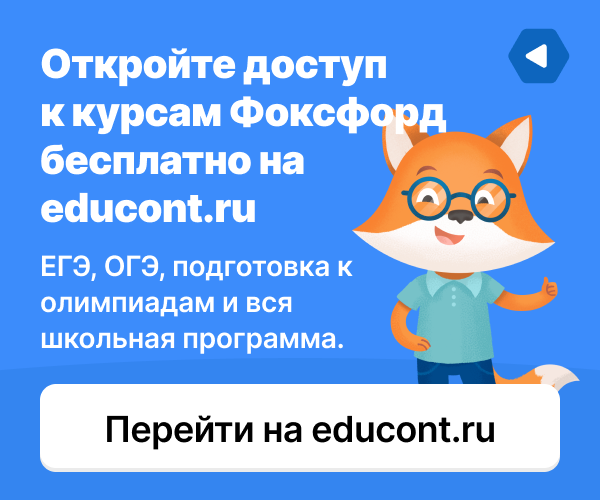 Откройте доступ
к курсам Фоксфорд
бесплатно на
educont.ru
ЕГЭ, ОГЭ, подготовка к
олимпиадам и вся
школьная программа.
Перейти на educont.ru